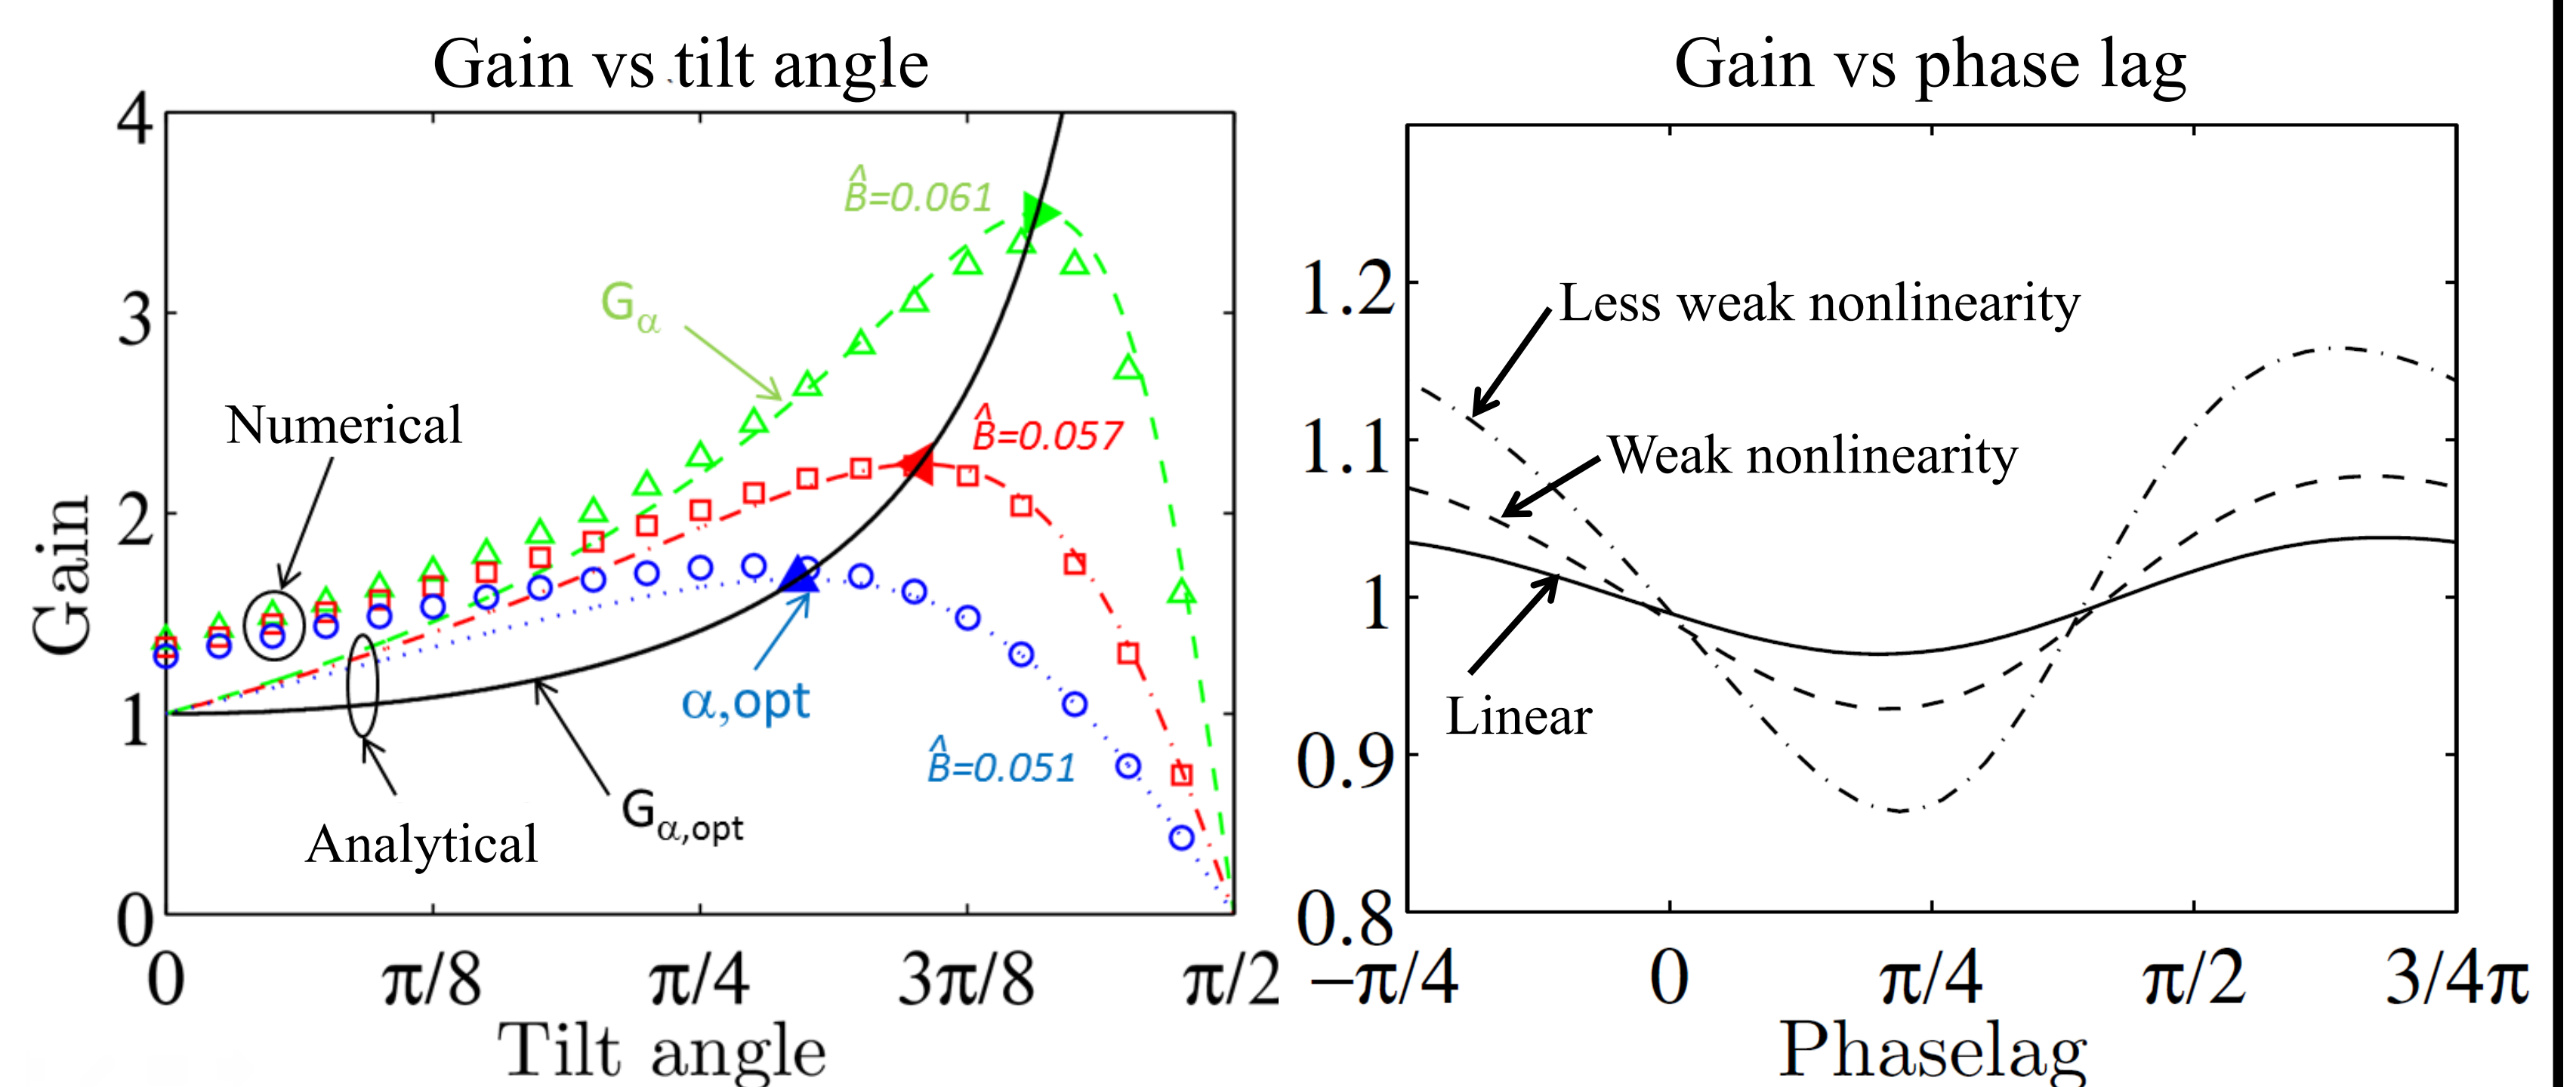 Gain vs tilt angle
4
3
2
1
0
Gain
0
π/8
π/4
3π/8
π/2
Tilt angle
B̂=0.061
Gα
Numerical
B̂=0.057
α,opt
B̂=0.051
Gα,opt
Analytical
Gain vs phase lag
1.2
1.1
1
0.9
0.8
Less weak nonlinearity
Weak nonlinearity
Linear
−π/4
0
π/4
π/2
3/4π
Phaselag